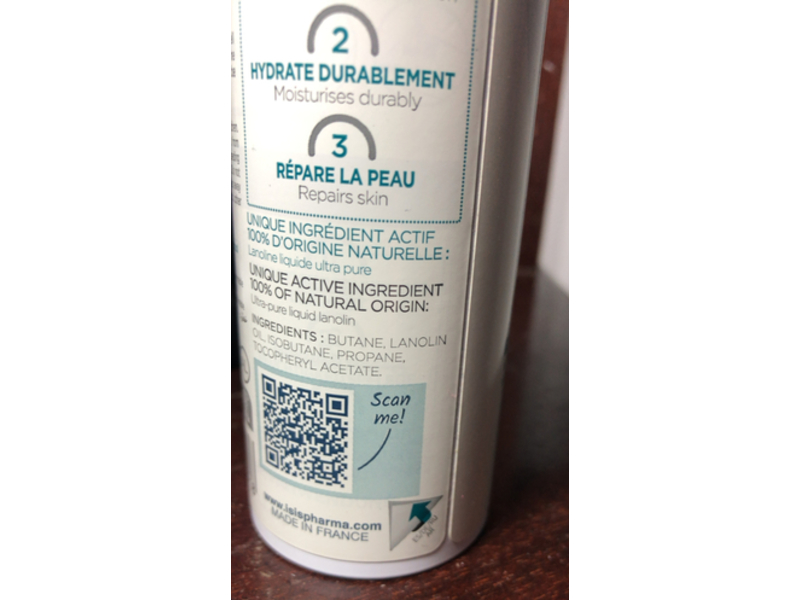 2
HYDRATE DURABLEMENT
Moisturises durably
3
RÉPARE LA PEAU
Repairs skin
UNIQUE INGRÉDIENT ACTIF
100% D'ORIGINE NATURELLE :
Lanoline liquide ultra pure
UNIQUE ACTIVE INGREDIENT
100% OF NATURAL ORIGIN:
Ultra-pure liquid lanolin
INGREDIENTS : BUTANE, LANOLIN
OIL, ISOBUTANE, PROPANE,
TOCOPHERYL ACETATE.
Scan
me!
www.isispharma.com
MADE IN FRANCE